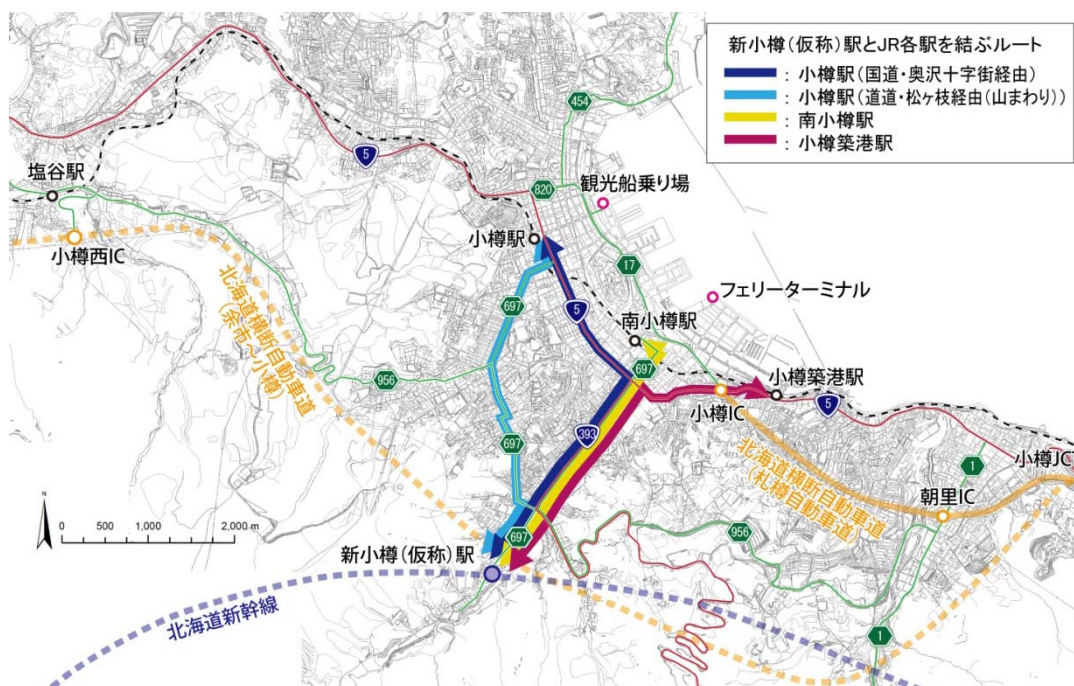 新小樽(仮称)駅とJR各駅を結ぶルート
: 小樽駅(国道・奥沢十字街経由)
: 小樽駅(道道・松ヶ枝経由(山まわり))
: 南小樽駅
: 小樽築港駅
454
5
塩谷駅
820
観光船乗り場
小樽駅
小樽西IC
17
フェリーターミナル
697
5
南小樽駅
北海道横断自動車道
(余市～小樽)
956
697
小樽築港駅
小樽IC
5
393
697
北海道横断自動車道
(札樽自動車道)
1
小樽JCT
朝里IC
N
0 500 1,000 2,000 m
697
956
新小樽(仮称)駅
北海道新幹線
1